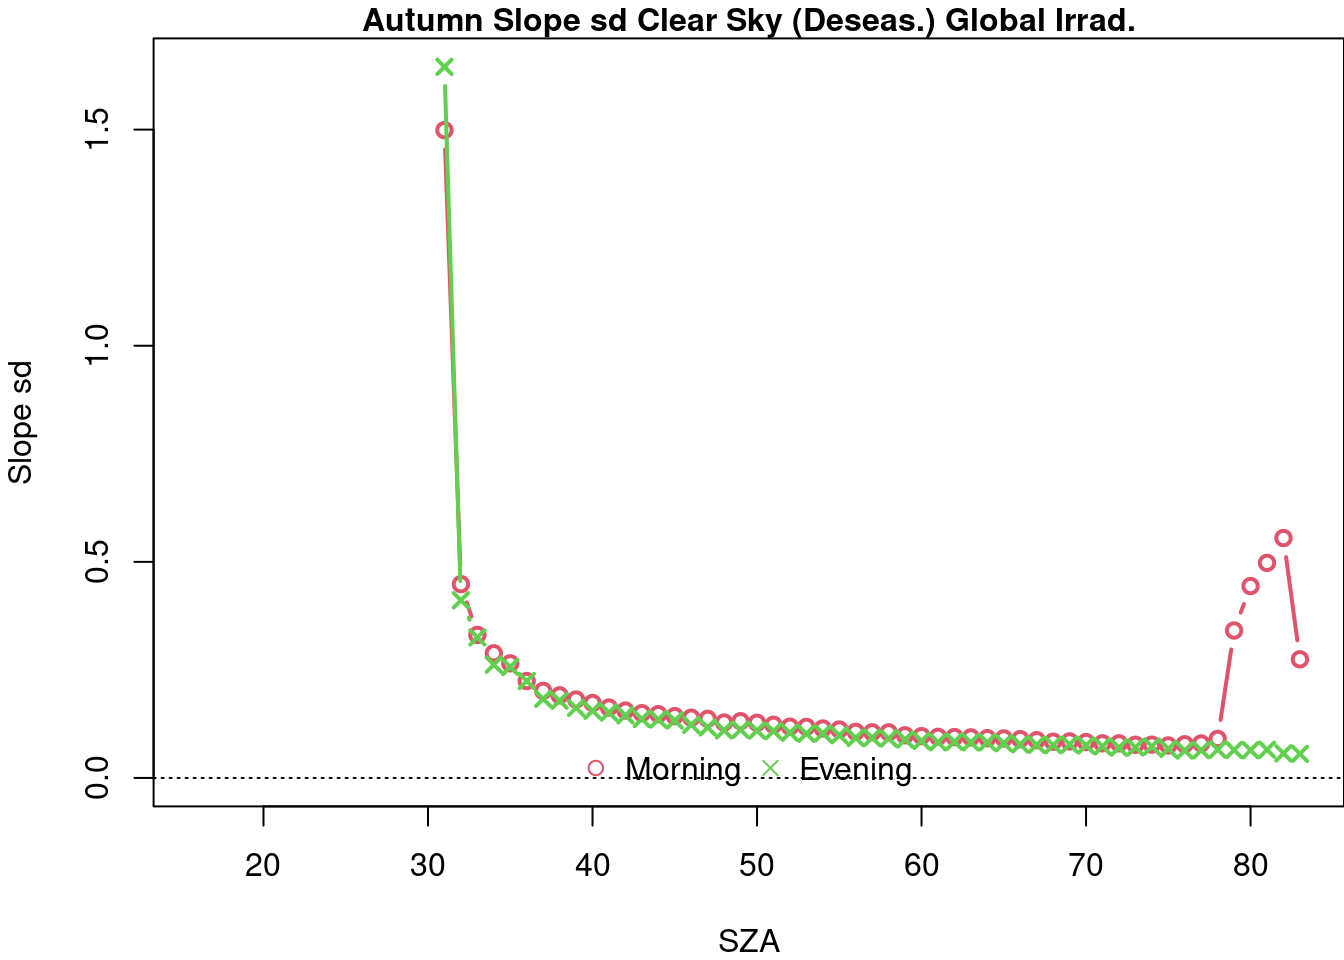 Autumn Slope sd Clear Sky (Deseas.) Global Irrad.
Slope sd
1.5
1.0
0.5
0.0
Morning Evening
20 30 40 50 60 70 80
SZA